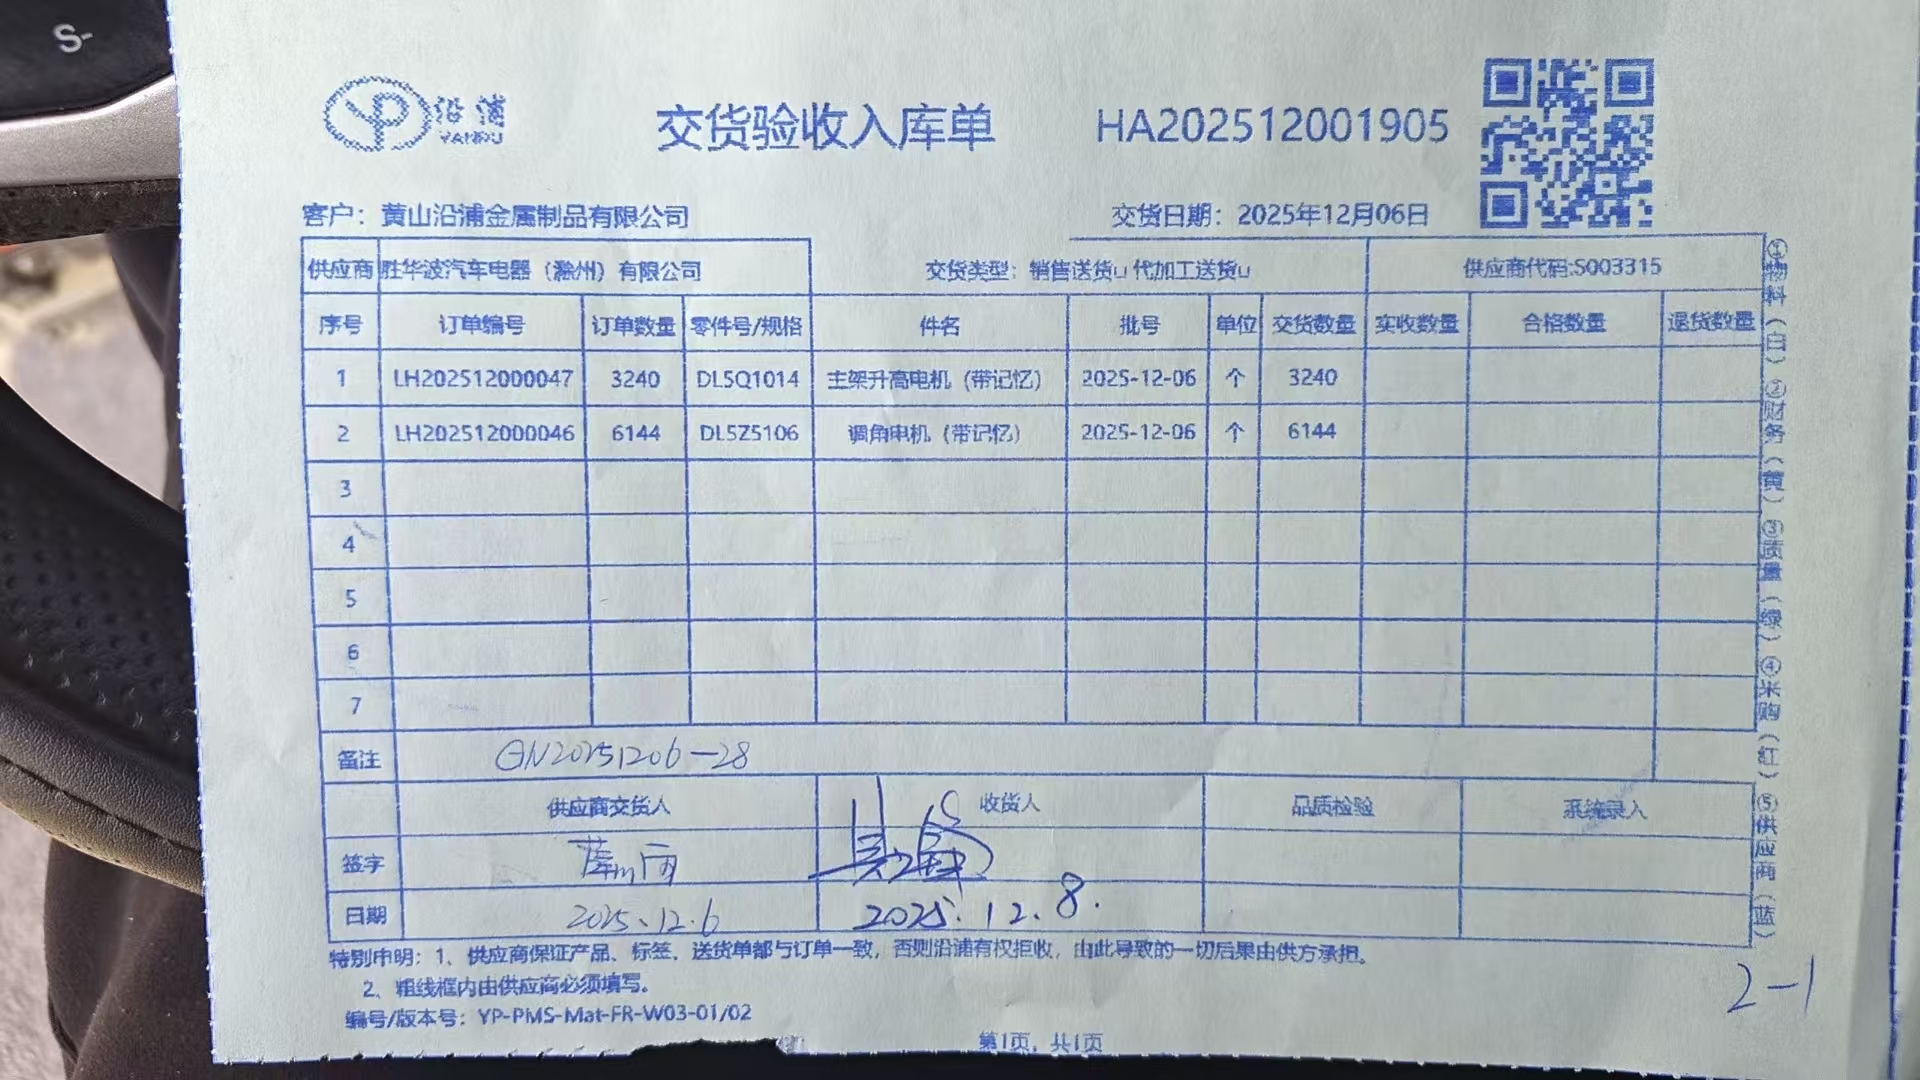 S-
沿浦
YANPU
交货验收入库单 HA202512001905
客户：黄山沿浦金属制品有限公司 交货日期：2025年12月06日
供应商 胜华波汽车电器（滁州）有限公司 交货类型：销售送货□ 代加工送货□ 供应商代码:S003315
序号 订单编号 订单数量 零件号/规格 件名 批号 单位 交货数量 实收数量 合格数量 退货数量
1 LH202512000047 3240 DL5Q1014 主架升高电机（带记忆） 2025-12-06 个 3240
2 LH202512000046 6144 DL5Z5106 调角电机（带记忆） 2025-12-06 个 6144
3
4
5
6
7
备注 GN20251206-28
供应商交货人 收货人 品质检验 系统录入
签字
日期 2025.12.6 2025.12.8.
特别申明：1、供应商保证产品、标签、送货单都与订单一致，否则沿浦有权拒收，由此导致的一切后果由供方承担。
2、粗线框内由供应商必须填写。
编号/版本号：YP-PMS-Mat-FR-W03-01/02
第1页，共1页
2-1
①物料（白）②财务（黄）③质量（绿）④采购（红）⑤供应商（蓝）